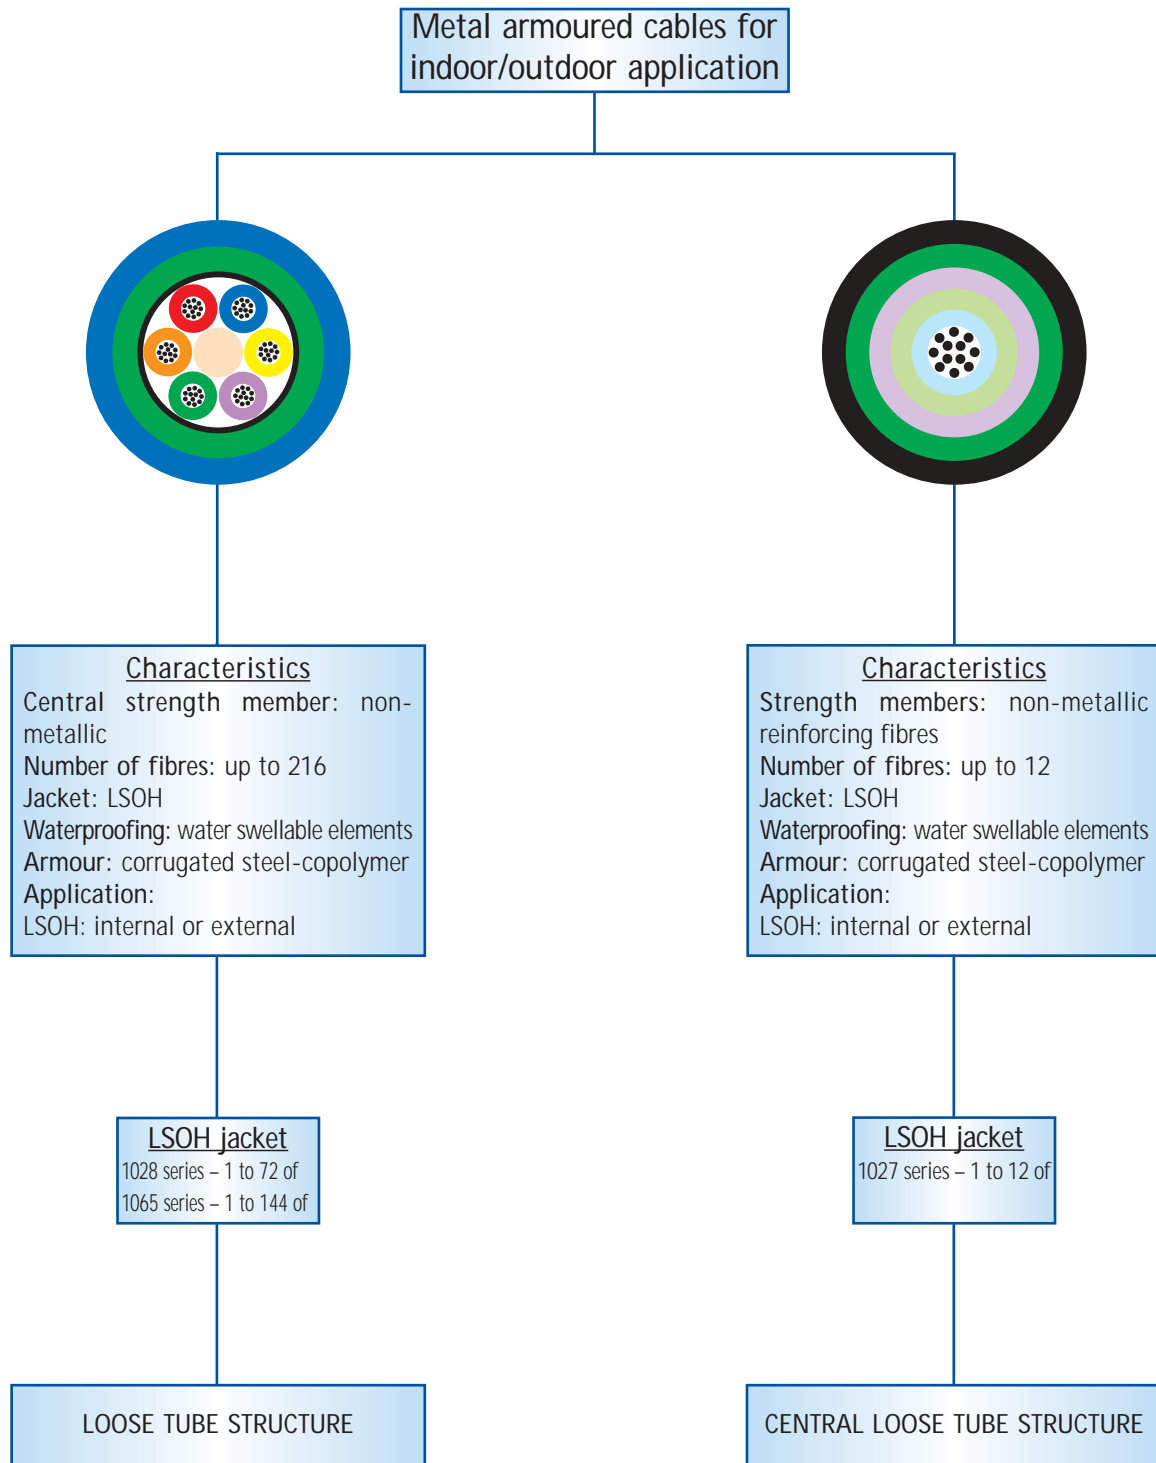 Metal armoured cables for
indoor/outdoor application
Characteristics
Central strength member: non-
metallic
Number of fibres: up to 216
Jacket: LSOH
Waterproofing: water swellable elements
Armour: corrugated steel-copolymer
Application:
LSOH: internal or external
Characteristics
Strength members: non-metallic
reinforcing fibres
Number of fibres: up to 12
Jacket: LSOH
Waterproofing: water swellable elements
Armour: corrugated steel-copolymer
Application:
LSOH: internal or external
LSOH jacket
1028 series – 1 to 72 of
1065 series – 1 to 144 of
LSOH jacket
1027 series – 1 to 12 of
LOOSE TUBE STRUCTURE
CENTRAL LOOSE TUBE STRUCTURE